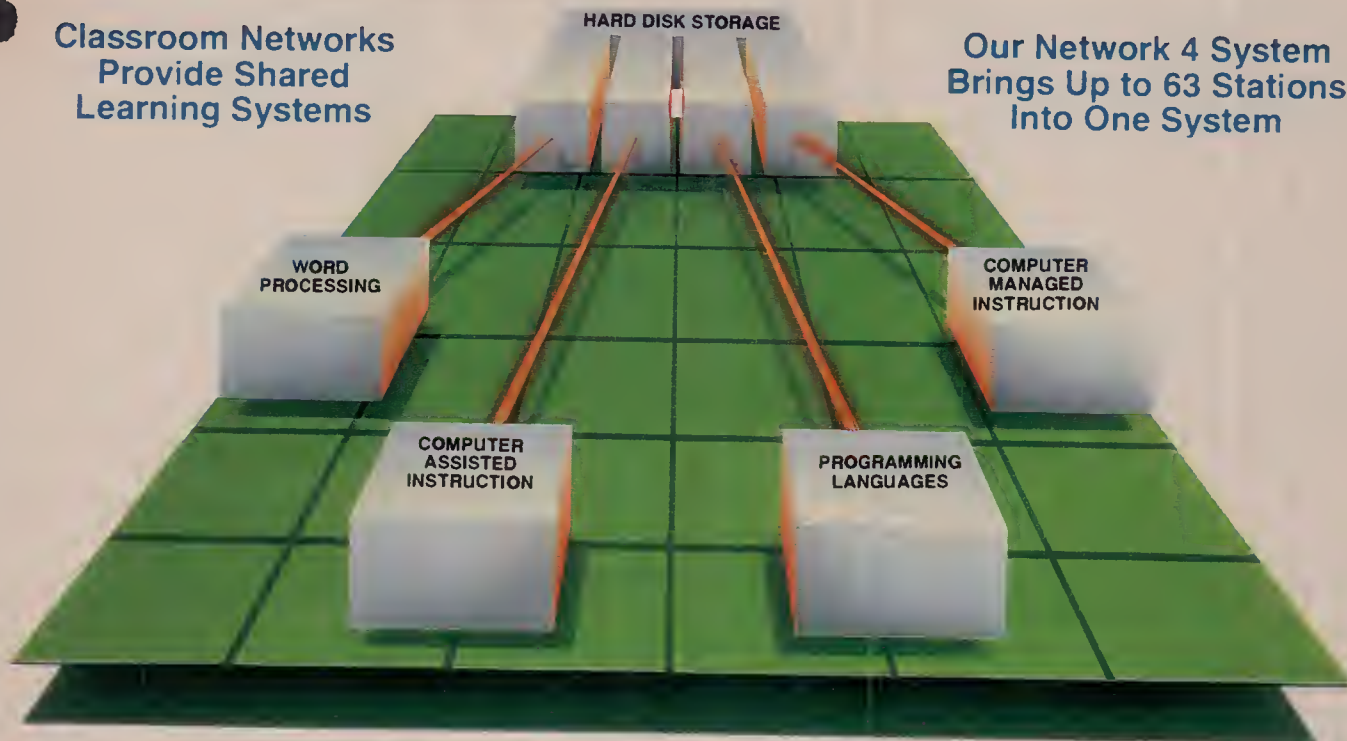 Classroom Networks
Provide Shared
Learning Systems
HARD DISK STORAGE
Our Network 4 System
Brings Up to 63 Stations
Into One System
WORD
PROCESSING
COMPUTER
MANAGED
INSTRUCTION
COMPUTER
ASSISTED
INSTRUCTION
PROGRAMMING
LANGUAGES